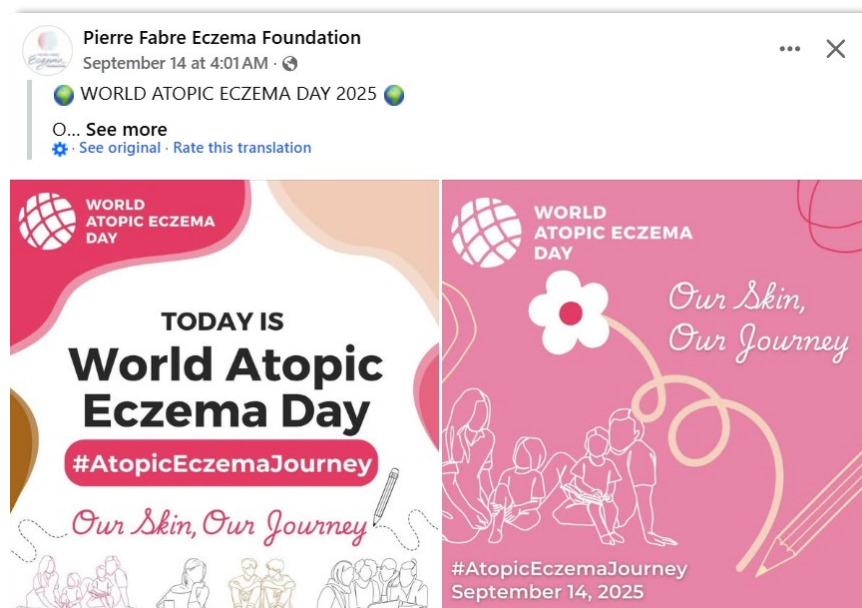 Pierre Fabre Eczema Foundation
September 14 at 4:01 AM ·
WORLD ATOPIC ECZEMA DAY 2025
O... See more
· See original · Rate this translation
WORLD
ATOPIC ECZEMA
DAY
TODAY IS
World Atopic
Eczema Day
#AtopicEczemaJourney
Our Skin, Our Journey
WORLD
ATOPIC ECZEMA
DAY
Our Skin,
Our Journey
#AtopicEczemaJourney
September 14, 2025